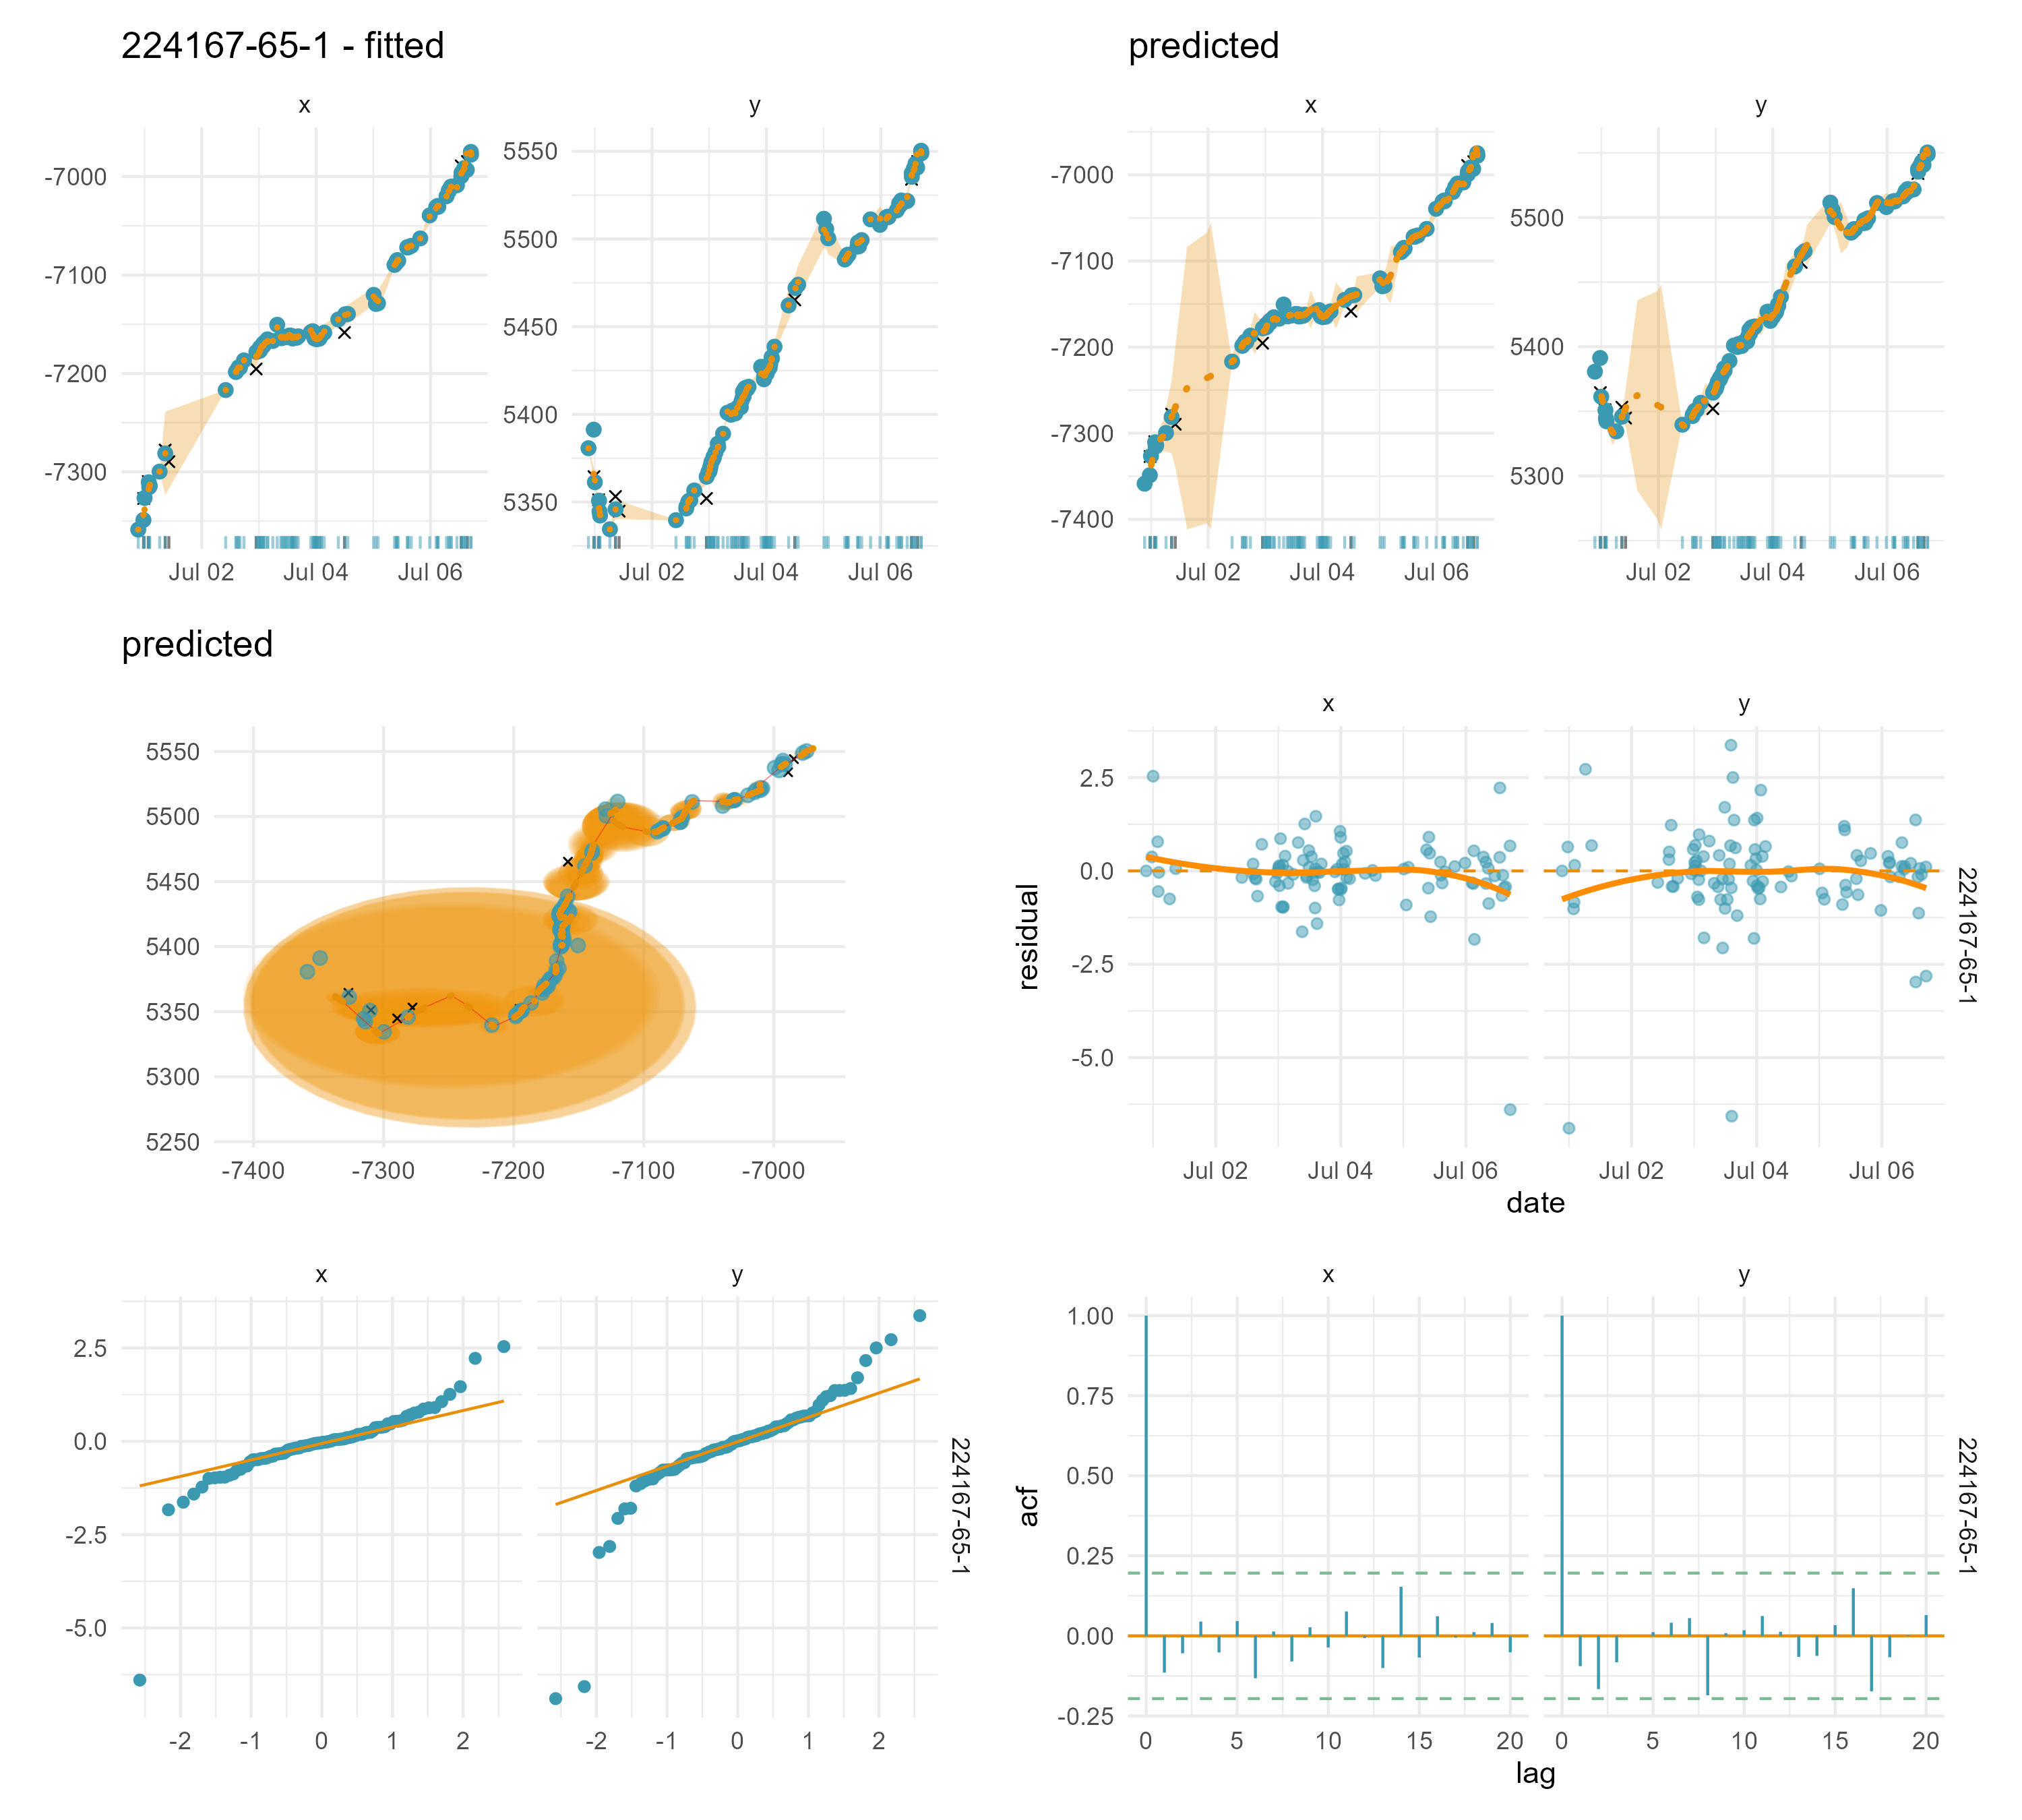 224167-65-1 - fitted
predicted
x
y
x
y
-7000
-7100
-7200
-7300
5550
5500
5450
5400
5350
-7000
-7100
-7200
-7300
-7400
5500
5400
5300
Jul 02 Jul 04 Jul 06
Jul 02 Jul 04 Jul 06
Jul 02 Jul 04 Jul 06
Jul 02 Jul 04 Jul 06
predicted
5550
5500
5450
5400
5350
5300
5250
-7400 -7300 -7200 -7100 -7000
x
y
residual
2.5
0.0
-2.5
-5.0
224167-65-1
Jul 02 Jul 04 Jul 06
Jul 02 Jul 04 Jul 06
date
x
y
2.5
0.0
-2.5
-5.0
224167-65-1
-2 -1 0 1 2
-2 -1 0 1 2
x
y
acf
1.00
0.75
0.50
0.25
0.00
-0.25
224167-65-1
0 5 10 15 20
0 5 10 15 20
lag